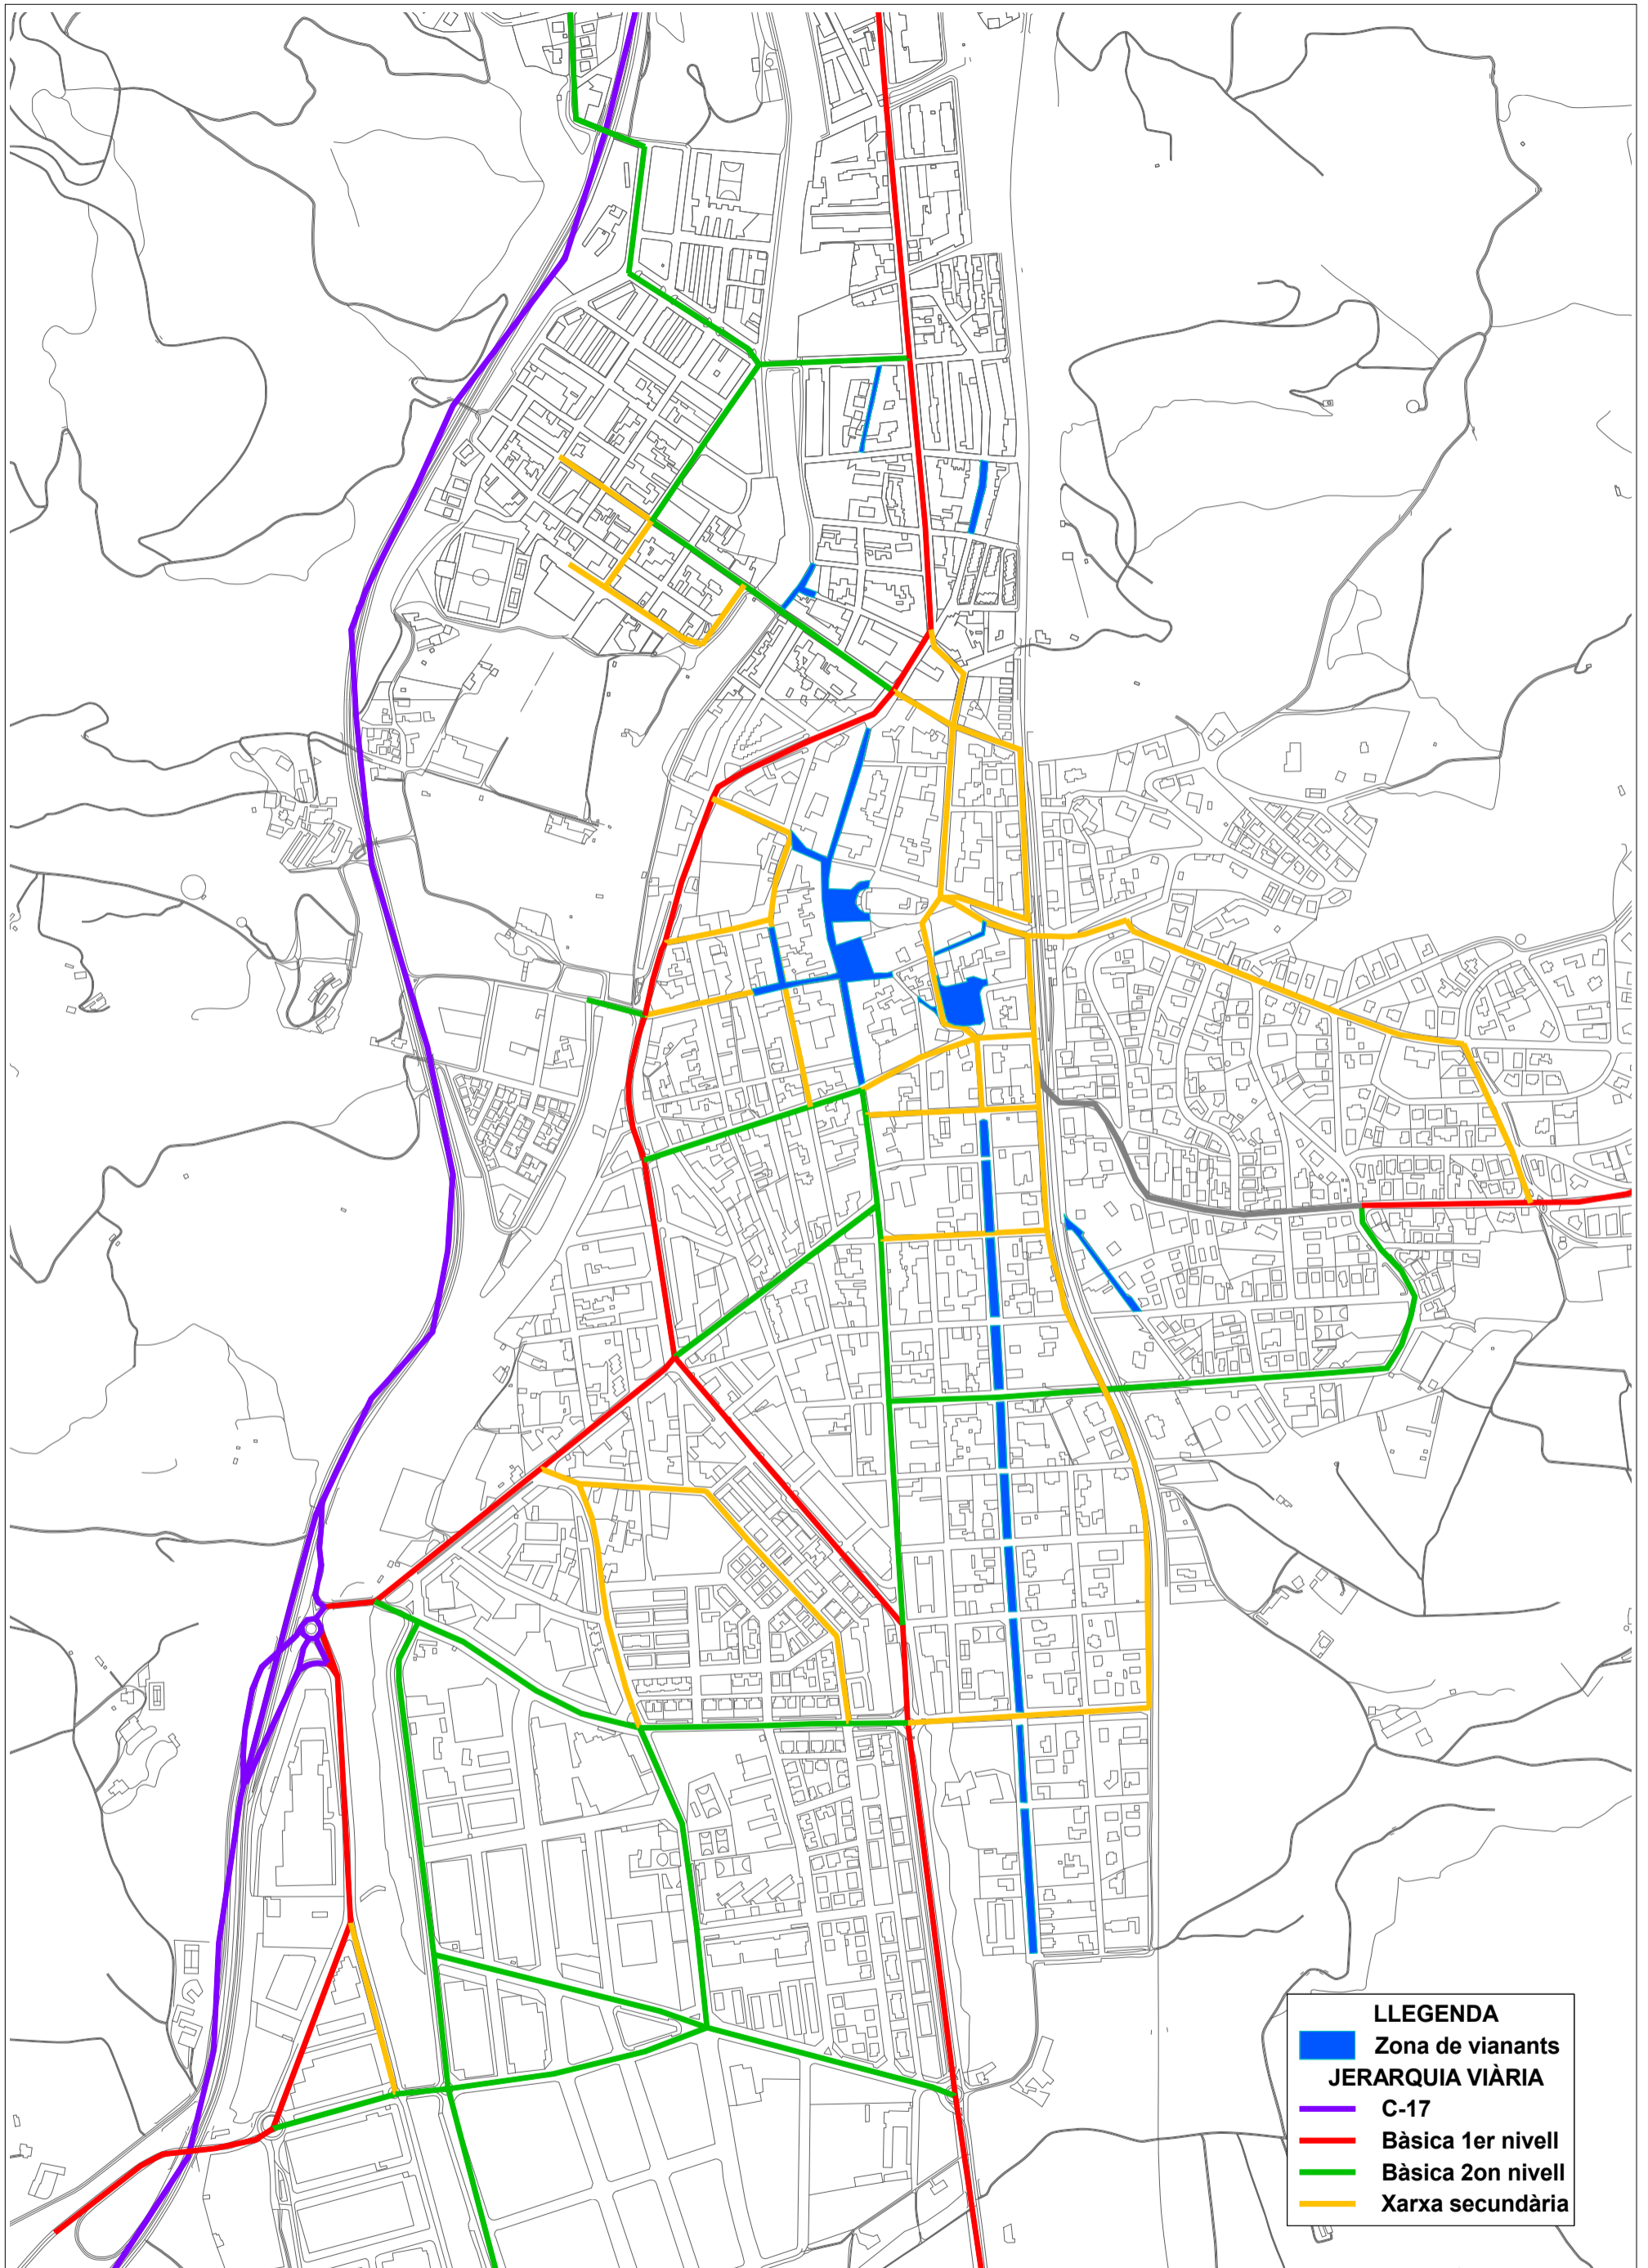 LLEGENDA
Zona de vianants
JERARQUIA VIÀRIA
C-17
Bàsica 1er nivell
Bàsica 2on nivell
Xarxa secundària